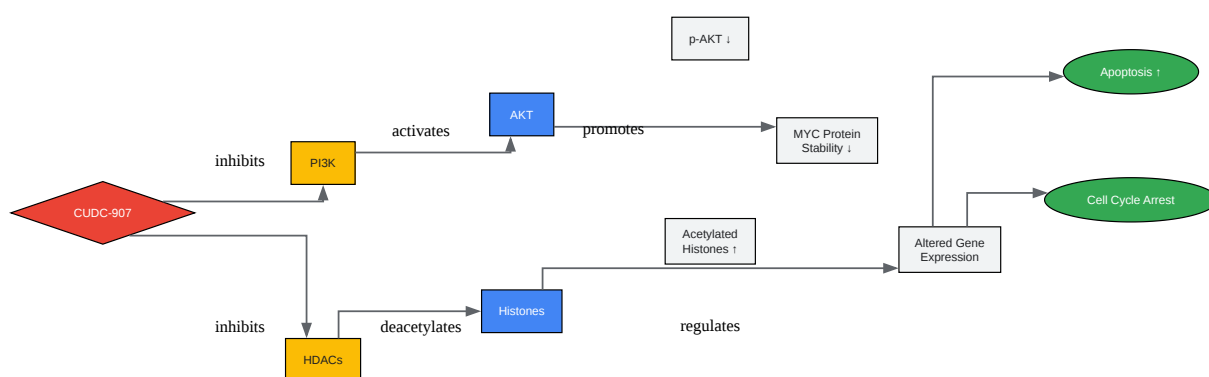 p-AKT ↓
Apoptosis ↑
AKT
activates
promotes
MYC Protein
Stability ↓
inhibits
PI3K
CUDC-907
Cell Cycle Arrest
Acetylated
Histones ↑
Altered Gene
Expression
Histones
inhibits
deacetylates
regulates
HDACs